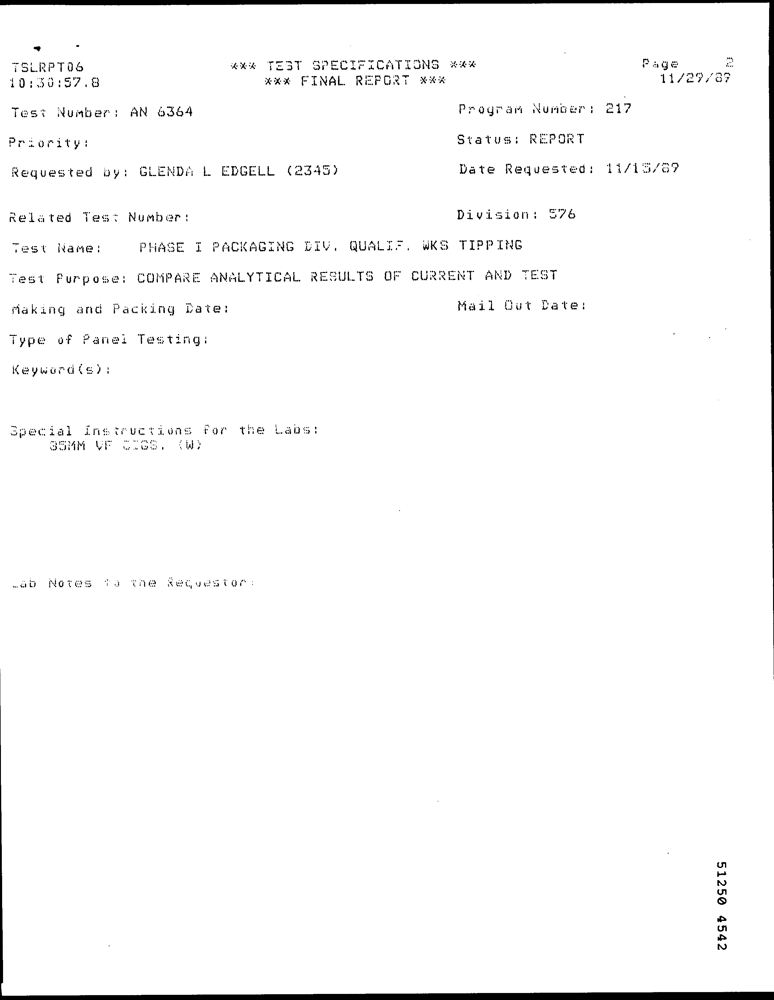 TSLRPT06 *** TEST SPECIFICATIONS *** Page 2
10:30:57.8 *** FINAL REPORT *** 11/29/89
Test Number: AN 6364 Program Number: 217
Priority: Status: REPORT
Requested by: GLENDA L EDGELL (2345) Date Requested: 11/15/89
Related Test Number: Division: 576
Test Name: PHASE I PACKAGING DIV. QUALIF. WKS TIPPING
Test Purpose: COMPARE ANALYTICAL RESULTS OF CURRENT AND TEST
Making and Packing Date: Mail Out Date:
Type of Panel Testing:
Keyword(s):
Special Instructions for the Labs:
35MM VF CIGS. (W)
Lab Notes to the Requestor:
51250 4542